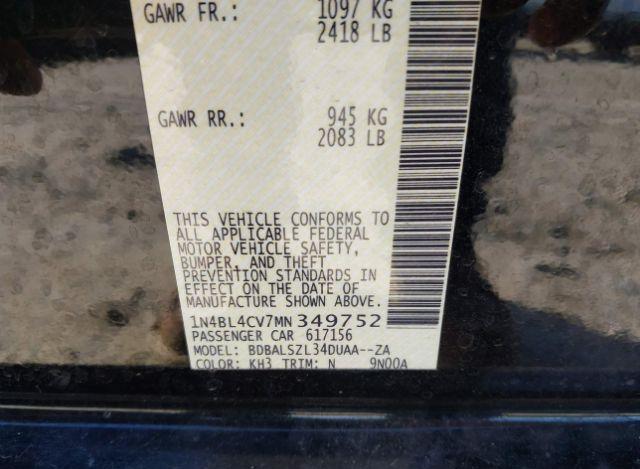 GAWR FR.: 1097 KG
2418 LB
GAWR RR.: 945 KG
2083 LB
THIS VEHICLE CONFORMS TO
ALL APPLICABLE FEDERAL
MOTOR VEHICLE SAFETY,
BUMPER, AND THEFT
PREVENTION STANDARDS IN
EFFECT ON THE DATE OF
MANUFACTURE SHOWN ABOVE.
1N4BL4CV7MN349752
PASSENGER CAR 617156
MODEL: BDBALSZL34DUAA--ZA
COLOR: KH3 TRIM: N 9N00A